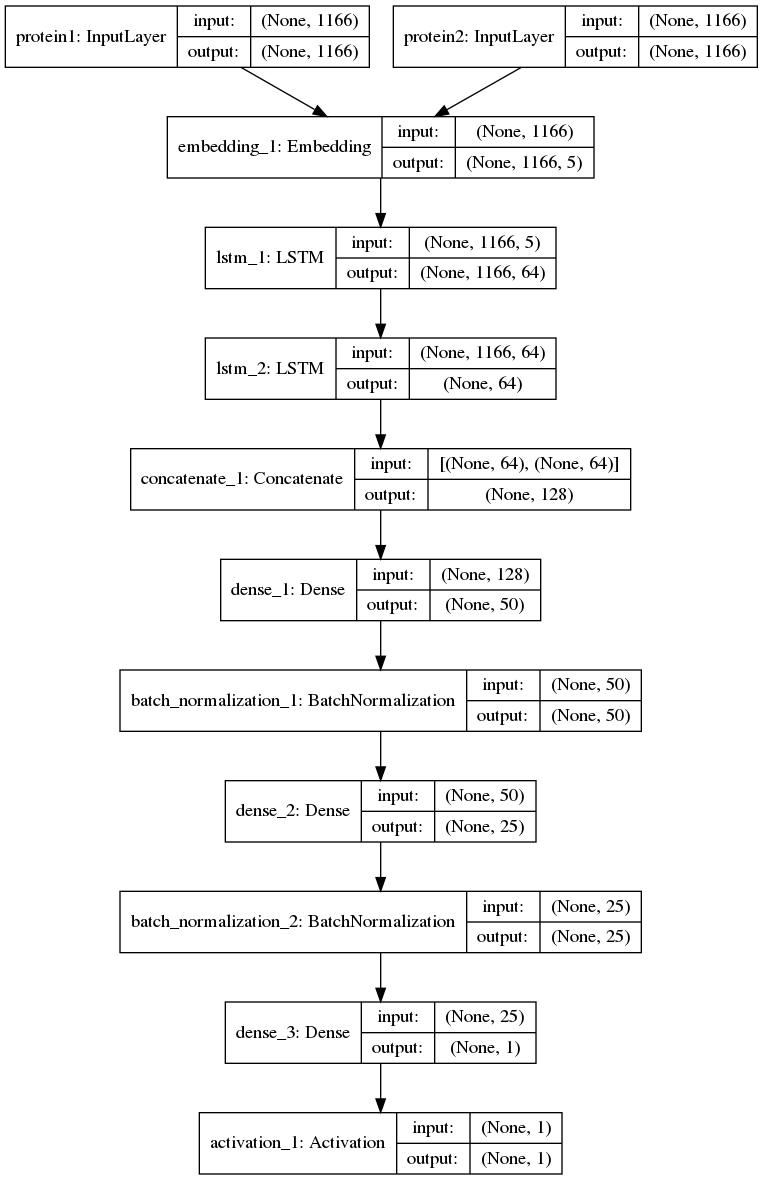 protein1: InputLayer input: (None, 1166)
output: (None, 1166)
protein2: InputLayer input: (None, 1166)
output: (None, 1166)
embedding_1: Embedding input: (None, 1166)
output: (None, 1166, 5)
lstm_1: LSTM input: (None, 1166, 5)
output: (None, 1166, 64)
lstm_2: LSTM input: (None, 1166, 64)
output: (None, 64)
concatenate_1: Concatenate input: [(None, 64), (None, 64)]
output: (None, 128)
dense_1: Dense input: (None, 128)
output: (None, 50)
batch_normalization_1: BatchNormalization input: (None, 50)
output: (None, 50)
dense_2: Dense input: (None, 50)
output: (None, 25)
batch_normalization_2: BatchNormalization input: (None, 25)
output: (None, 25)
dense_3: Dense input: (None, 25)
output: (None, 1)
activation_1: Activation input: (None, 1)
output: (None, 1)